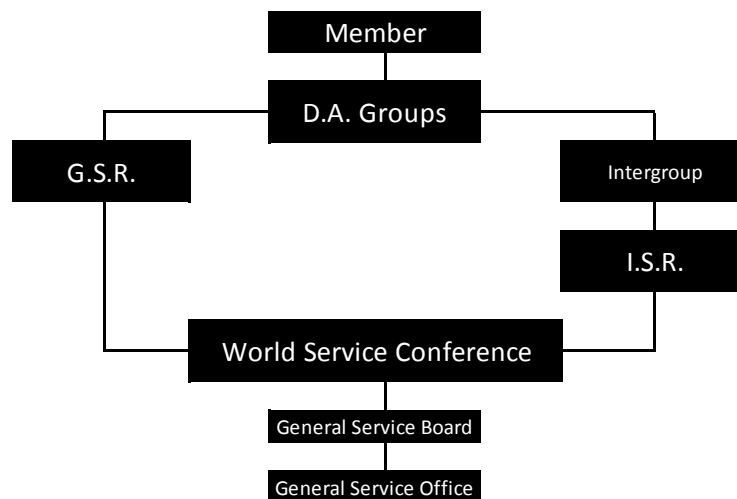 Member
D.A. Groups
G.S.R.
Intergroup
I.S.R.
World Service Conference
General Service Board
General Service Office